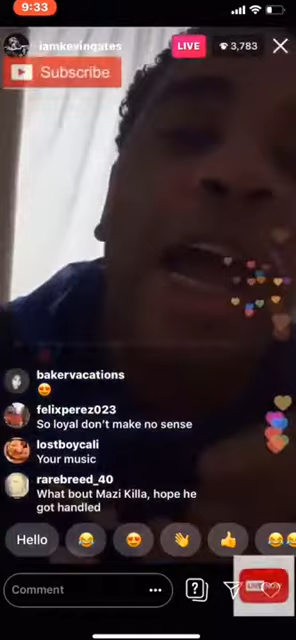 9:33
iamkevingates
LIVE
3,783
Subscribe
bakervacations
felixperez023
So loyal don't make no sense
lostboycali
Your music
rarebreed_40
What bout Mazi Killa, hope he
got handled
Hello
Comment
LIVE